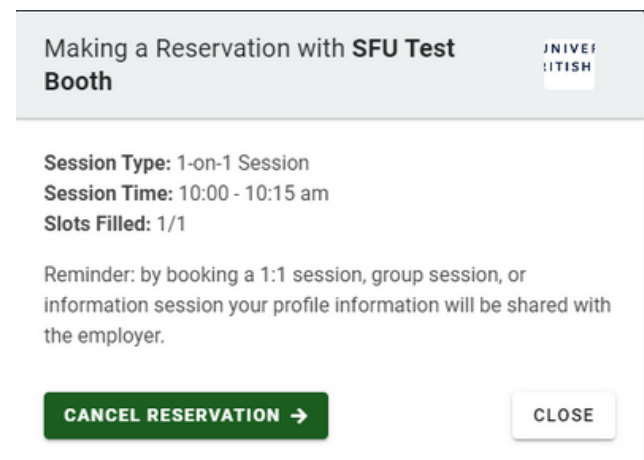 Making a Reservation with SFU Test
Booth
UNIVER
RITISH
Session Type: 1-on-1 Session
Session Time: 10:00 - 10:15 am
Slots Filled: 1/1
Reminder: by booking a 1:1 session, group session, or
information session your profile information will be shared with
the employer.
CANCEL RESERVATION →
CLOSE